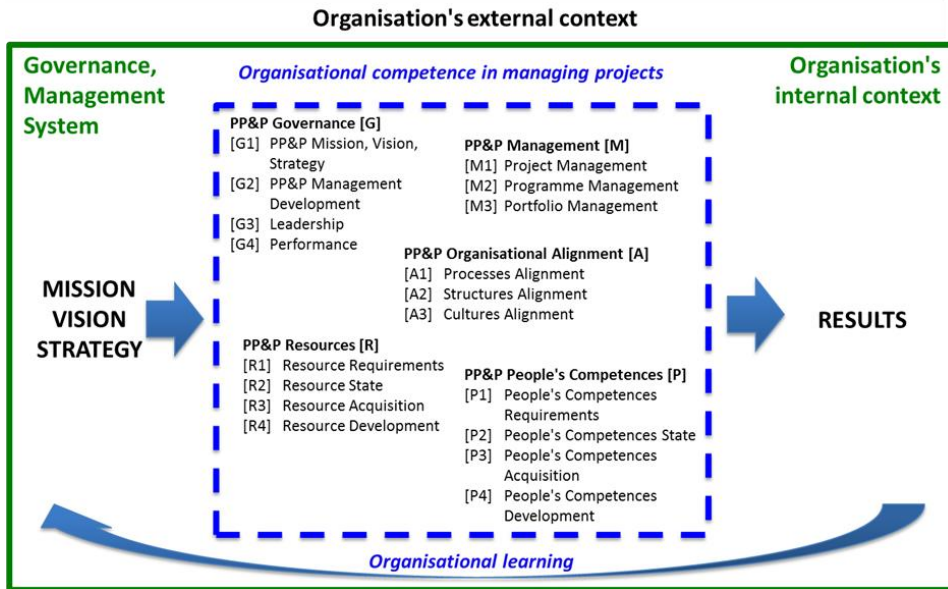 Organisation's external context
Governance,
Management
System
Organisational competence in managing projects
Organisation's
internal context
PP&P Governance [G]
[G1] PP&P Mission, Vision,
Strategy
[G2] PP&P Management
Development
[G3] Leadership
[G4] Performance
PP&P Management [M]
[M1] Project Management
[M2] Programme Management
[M3] Portfolio Management
PP&P Organisational Alignment [A]
[A1] Processes Alignment
[A2] Structures Alignment
[A3] Cultures Alignment
MISSION
VISION
STRATEGY
RESULTS
PP&P Resources [R]
[R1] Resource Requirements
[R2] Resource State
[R3] Resource Acquisition
[R4] Resource Development
PP&P People's Competences [P]
[P1] People's Competences
Requirements
[P2] People's Competences State
[P3] People's Competences
Acquisition
[P4] People's Competences
Development
Organisational learning